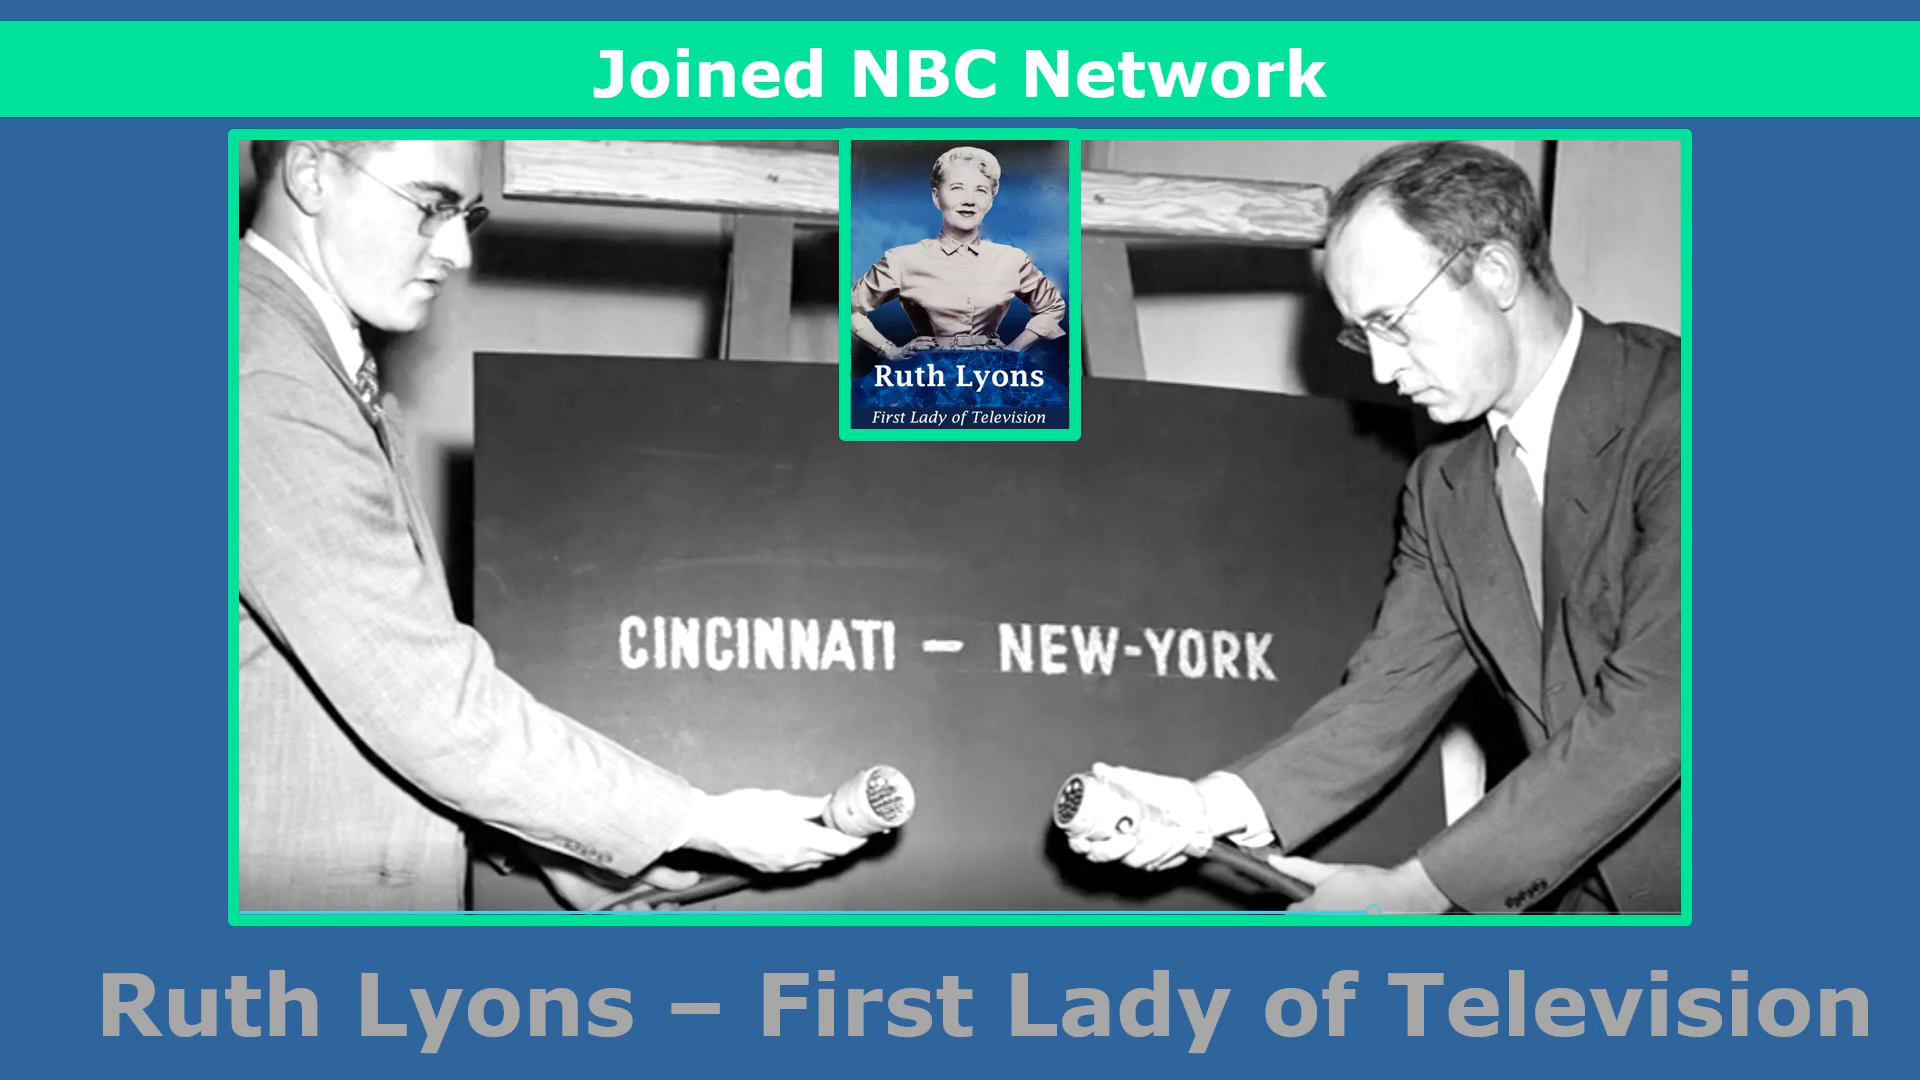 Joined NBC Network
Ruth Lyons
First Lady of Television
CINCINNATI – NEW-YORK
Ruth Lyons – First Lady of Television